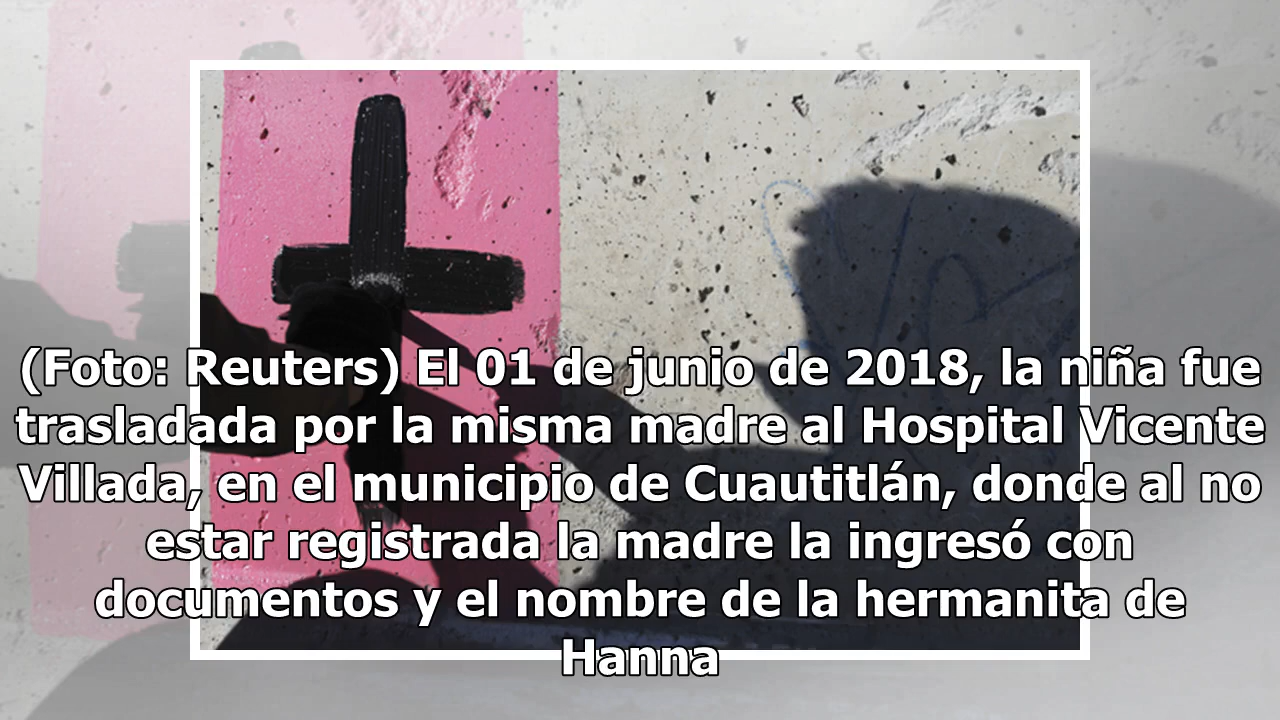 (Foto: Reuters) El 01 de junio de 2018, la niña fue
trasladada por la misma madre al Hospital Vicente
Villada, en el municipio de Cuautitlán, donde al no
estar registrada la madre la ingresó con
documentos y el nombre de la hermanita de
Hanna